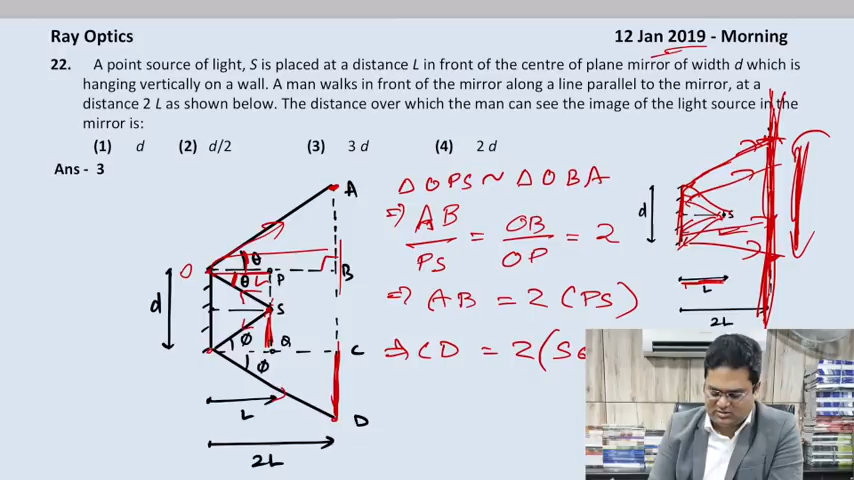 Ray Optics
12 Jan 2019 - Morning
22. A point source of light, S is placed at a distance L in front of the centre of plane mirror of width d which is
hanging vertically on a wall. A man walks in front of the mirror along a line parallel to the mirror, at a
distance 2 L as shown below. The distance over which the man can see the image of the light source in the
mirror is:
(1) d (2) d/2 (3) 3 d (4) 2 d
Ans - 3
A
O
θ
θ
L
P
B
d
S
φ
φ
Q
C
L
D
2L
△OPS ~ △OBA
⇒ AB/PS = OB/OP = 2
⇒ AB = 2 (PS)
⇒ CD = 2(S
d
S
L
2L